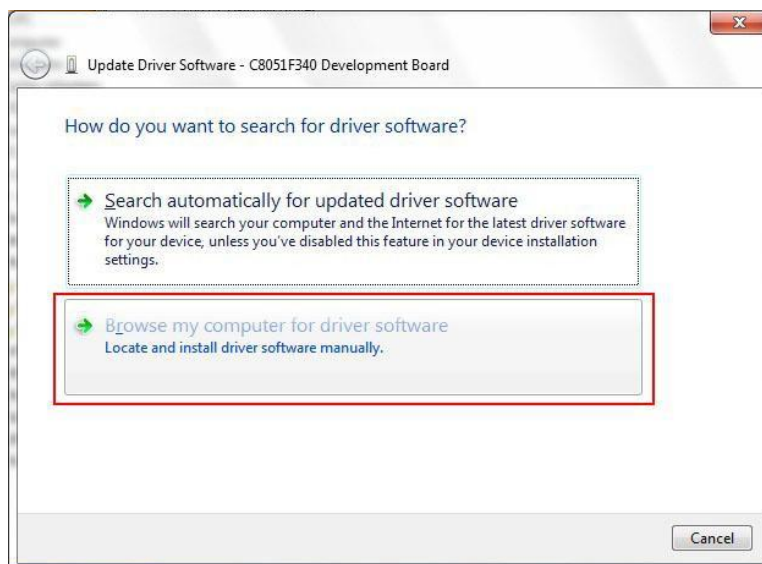 Update Driver Software - C8051F340 Development Board
How do you want to search for driver software?
Search automatically for updated driver software
Windows will search your computer and the Internet for the latest driver software
for your device, unless you've disabled this feature in your device installation
settings.
Browse my computer for driver software
Locate and install driver software manually.
Cancel